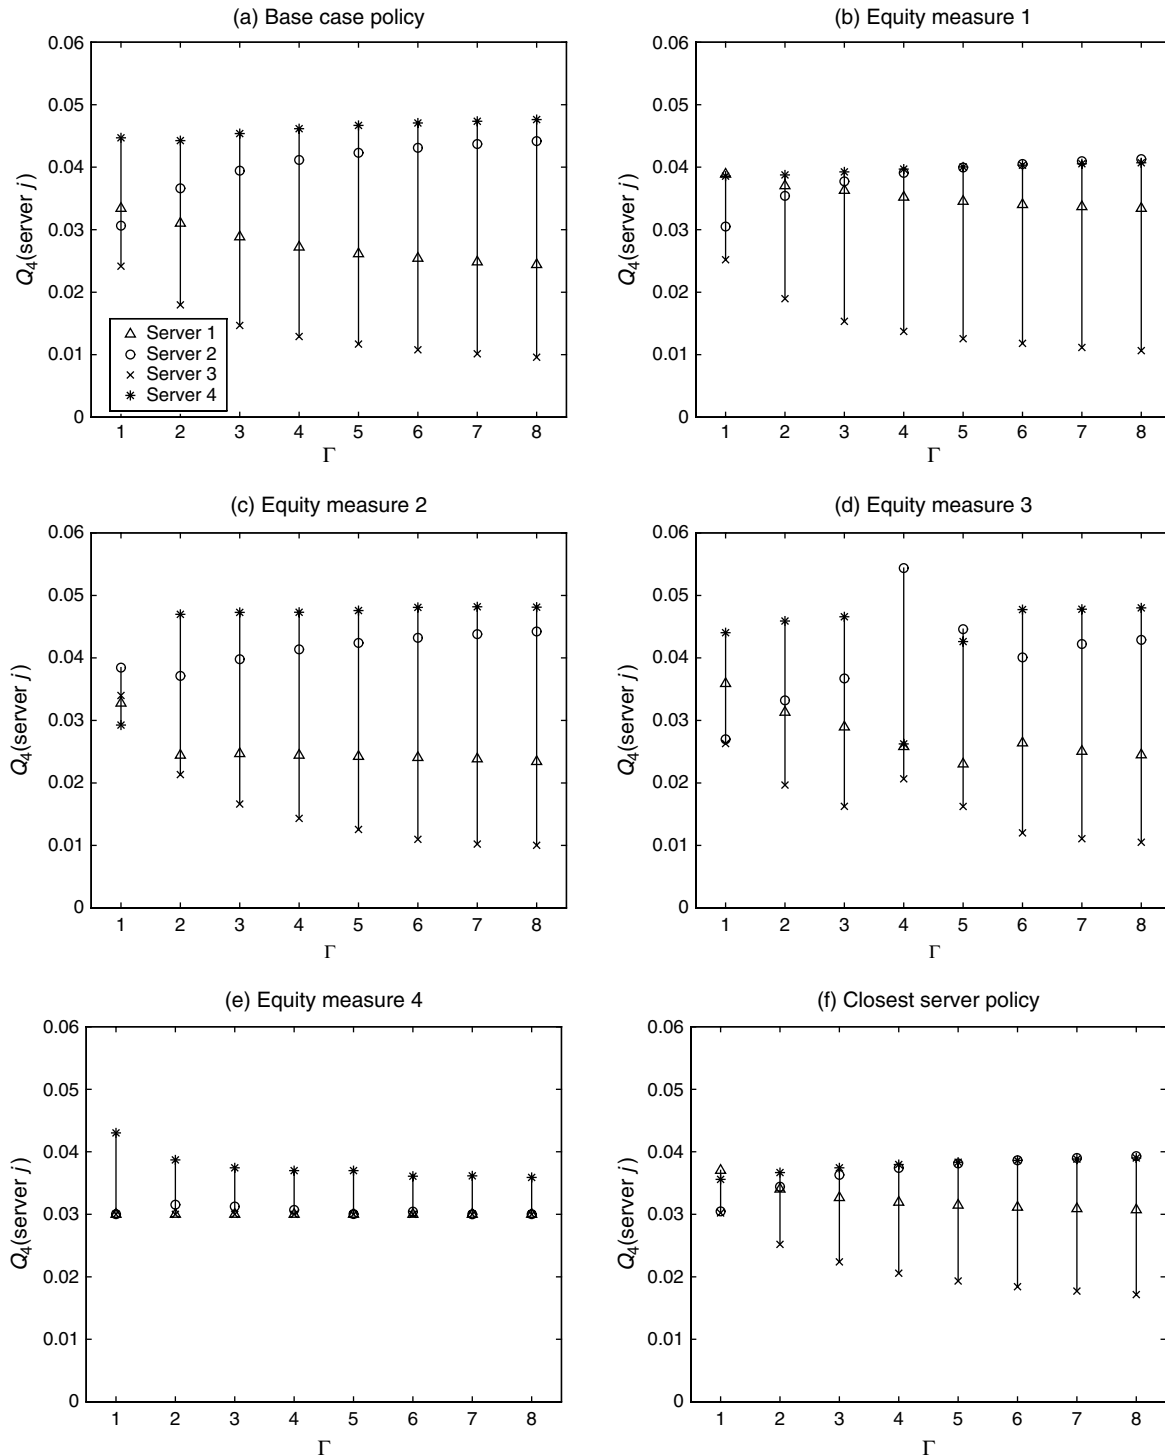 (a) Base case policy
0.06
0.05
0.04
0.03
0.02
0.01
0
Q4(server j)
Server 1
Server 2
Server 3
Server 4
1 2 3 4 5 6 7 8
Γ
(b) Equity measure 1
0.06
0.05
0.04
0.03
0.02
0.01
0
Q4(server j)
1 2 3 4 5 6 7 8
Γ
(c) Equity measure 2
0.06
0.05
0.04
0.03
0.02
0.01
0
Q4(server j)
1 2 3 4 5 6 7 8
Γ
(d) Equity measure 3
0.06
0.05
0.04
0.03
0.02
0.01
0
Q4(server j)
1 2 3 4 5 6 7 8
Γ
(e) Equity measure 4
0.06
0.05
0.04
0.03
0.02
0.01
0
Q4(server j)
1 2 3 4 5 6 7 8
Γ
(f) Closest server policy
0.06
0.05
0.04
0.03
0.02
0.01
0
Q4(server j)
1 2 3 4 5 6 7 8
Γ